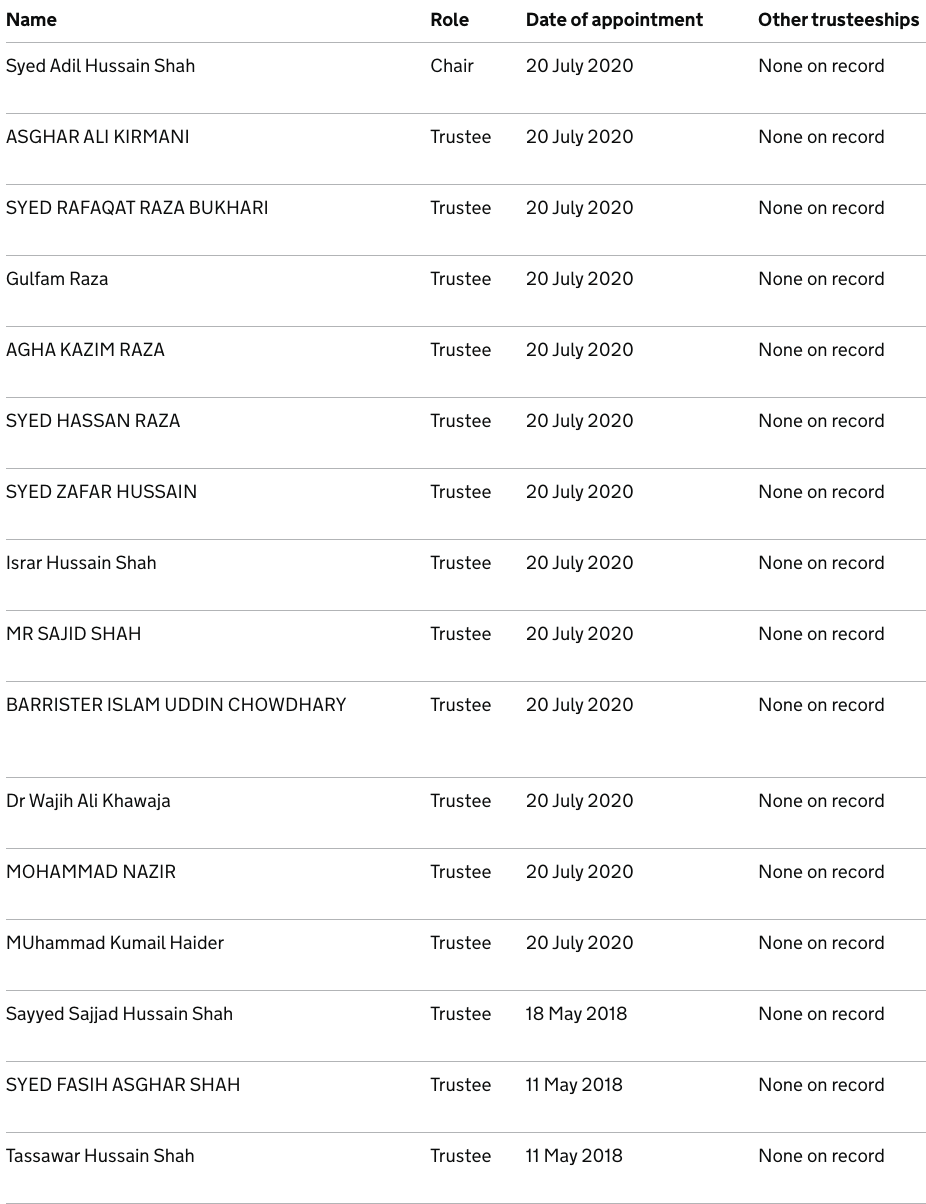 Name Role Date of appointment Other trusteeships
Syed Adil Hussain Shah Chair 20 July 2020 None on record
ASGHAR ALI KIRMANI Trustee 20 July 2020 None on record
SYED RAFAQAT RAZA BUKHARI Trustee 20 July 2020 None on record
Gulfam Raza Trustee 20 July 2020 None on record
AGHA KAZIM RAZA Trustee 20 July 2020 None on record
SYED HASSAN RAZA Trustee 20 July 2020 None on record
SYED ZAFAR HUSSAIN Trustee 20 July 2020 None on record
Israr Hussain Shah Trustee 20 July 2020 None on record
MR SAJID SHAH Trustee 20 July 2020 None on record
BARRISTER ISLAM UDDIN CHOWDHARY Trustee 20 July 2020 None on record
Dr Wajih Ali Khawaja Trustee 20 July 2020 None on record
MOHAMMAD NAZIR Trustee 20 July 2020 None on record
MUhammad Kumail Haider Trustee 20 July 2020 None on record
Sayyed Sajjad Hussain Shah Trustee 18 May 2018 None on record
SYED FASIH ASGHAR SHAH Trustee 11 May 2018 None on record
Tassawar Hussain Shah Trustee 11 May 2018 None on record